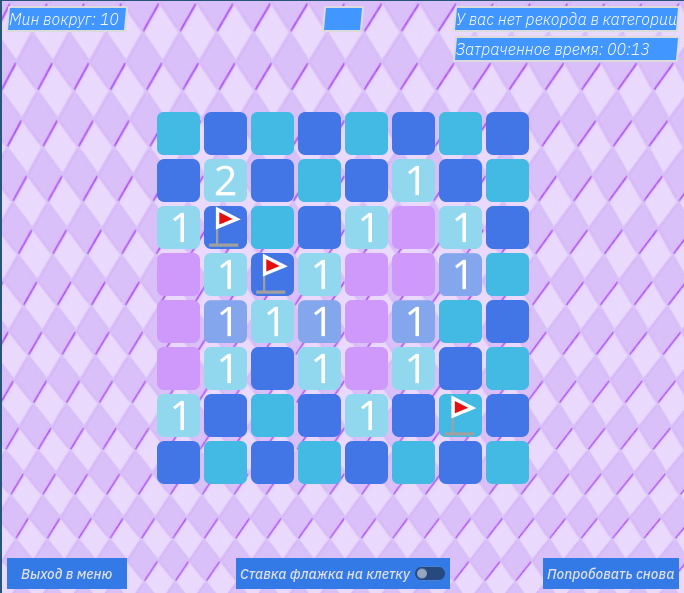 Мин вокруг: 10
У вас нет рекорда в категории
Затраченное время: 00:13
2 1
1 1 1
1 1 1
1 1 1 1
1 1 1
1 1
Выход в меню
Ставка флажка на клетку
Попробовать снова